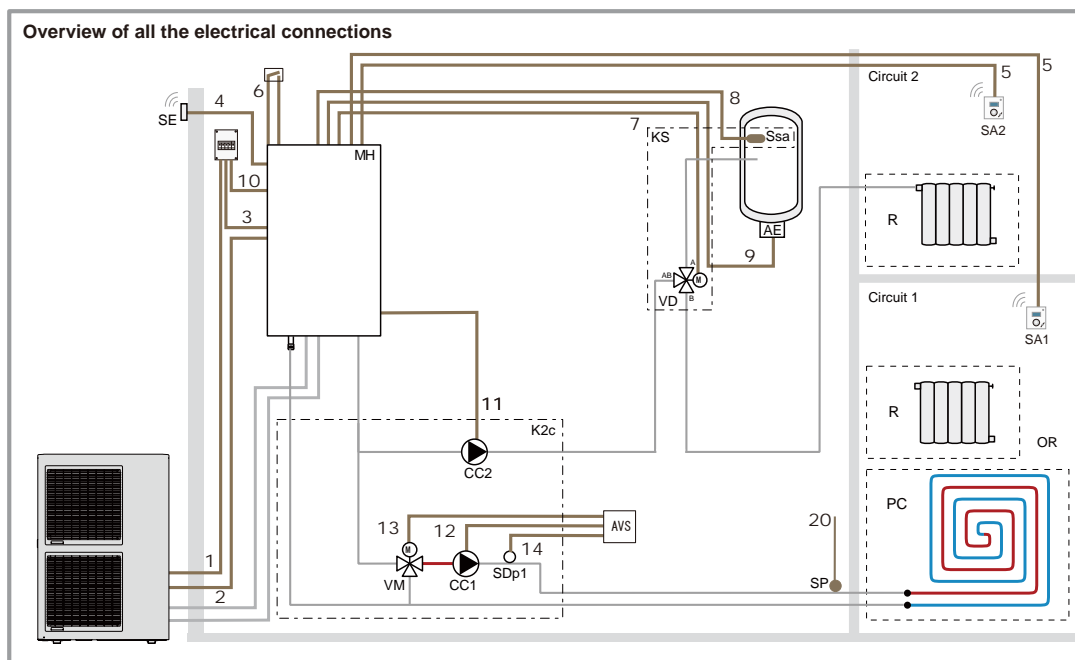 Overview of all the electrical connections
5
5
Circuit 2
6
4
8
SE
7
KS
Ssa
SA2
MH
10
R
3
AE
9
A
AB
M
B
VD
Circuit 1
SA1
11
K2c
R
CC2
OR
PC
13
12
20
AVS
M
14
1
SDp1
SP
VM
CC1
2